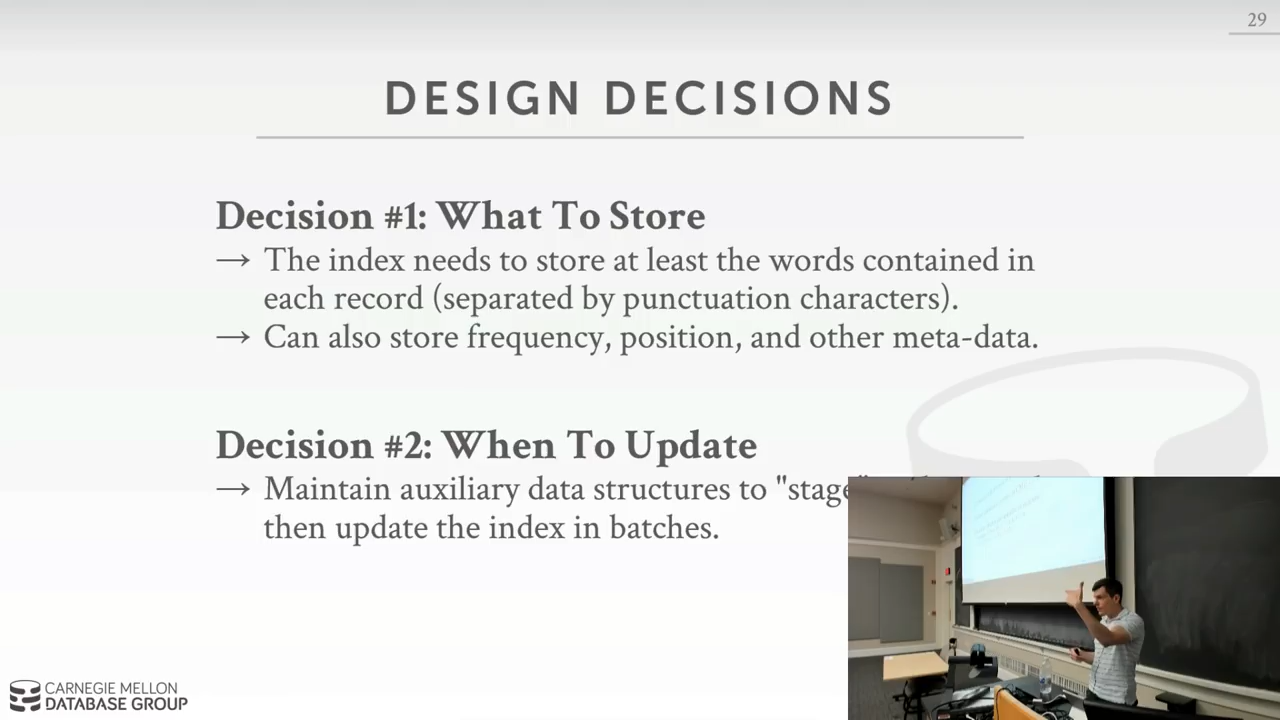 29
DESIGN DECISIONS
Decision #1: What To Store
→ The index needs to store at least the words contained in
each record (separated by punctuation characters).
→ Can also store frequency, position, and other meta-data.
Decision #2: When To Update
→ Maintain auxiliary data structures to "stage"
then update the index in batches.
CARNEGIE MELLON
DATABASE GROUP